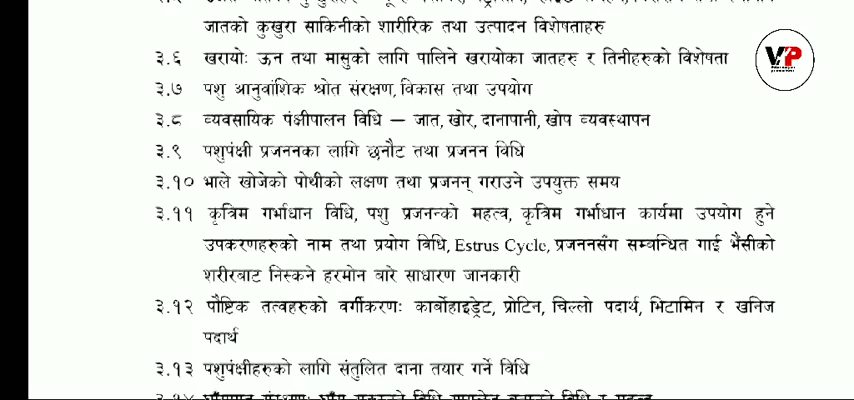 जातको कुखुरा साकिनीको शारीरिक तथा उत्पादन विशेषताहरु
३.६ खरायोः ऊन तथा मासुको लागि पालिने खरायोका जातहरु र तिनीहरुको विशेषता
३.७ पशु आनुवांशिक श्रोत संरक्षण, विकास तथा उपयोग
३.८ व्यवसायिक पंक्षीपालन विधि – जात, खोर, दानापानी, खोप व्यवस्थापन
३.९ पशुपंक्षी प्रजननका लागि छनौट तथा प्रजनन विधि
३.१० भाले खोजेको पोथीको लक्षण तथा प्रजनन् गराउने उपयुक्त समय
३.११ कृत्रिम गर्भाधान विधि, पशु प्रजननको महत्व, कृत्रिम गर्भाधान कार्यमा उपयोग हुने
उपकरणहरुको नाम तथा प्रयोग विधि, Estrus Cycle, प्रजननसँग सम्बन्धित गाई भैंसीको
शरीरबाट निस्कने हरमोन बारे साधारण जानकारी
३.१२ पौष्टिक तत्वहरुको वर्गीकरणः कार्बोहाइड्रेट, प्रोटिन, चिल्लो पदार्थ, भिटामिन र खनिज
पदार्थ
३.१३ पशुपंक्षीहरुको लागि संतुलित दाना तयार गर्ने विधि
VP